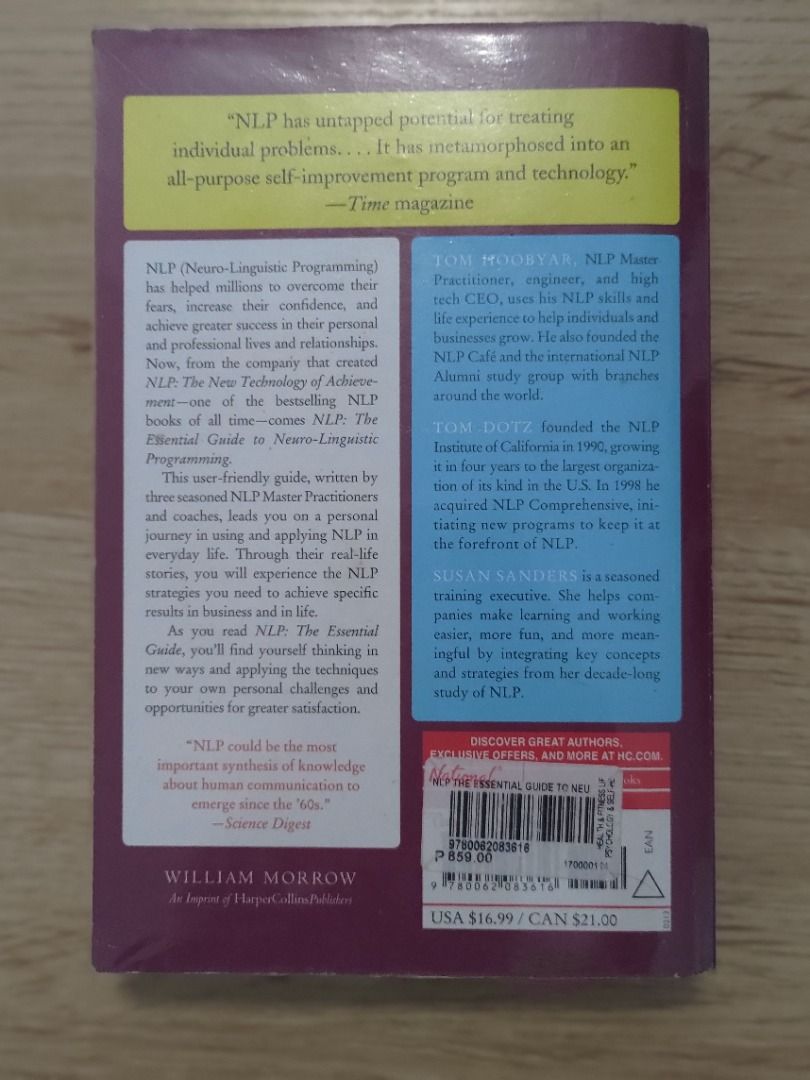 “NLP has untapped potential for treating
individual problems. . . . It has metamorphosed into an
all-purpose self-improvement program and technology.”
—Time magazine
NLP (Neuro-Linguistic Programming)
has helped millions to overcome their
fears, increase their confidence, and
achieve greater success in their personal
and professional lives and relationships.
Now, from the company that created
NLP: The New Technology of Achieve-
ment—one of the bestselling NLP
books of all time—comes NLP: The
Essential Guide to Neuro-Linguistic
Programming.
This user-friendly guide, written by
three seasoned NLP Master Practitioners
and coaches, leads you on a personal
journey in using and applying NLP in
everyday life. Through their real-life
stories, you will experience the NLP
strategies you need to achieve specific
results in business and in life.
As you read NLP: The Essential
Guide, you’ll find yourself thinking in
new ways and applying the techniques
to your own personal challenges and
opportunities for greater satisfaction.
“NLP could be the most
important synthesis of knowledge
about human communication to
emerge since the ’60s.”
—Science Digest
WILLIAM MORROW
An Imprint of HarperCollinsPublishers
TOM HOOBYAR, NLP Master
Practitioner, engineer, and high
tech CEO, uses his NLP skills and
life experience to help individuals and
businesses grow. He also founded the
NLP Café and the international NLP
Alumni study group with branches
around the world.
TOM DOTZ founded the NLP
Institute of California in 1990, growing
it in four years to the largest organiza-
tion of its kind in the U.S. In 1998 he
acquired NLP Comprehensive, ini-
tiating new programs to keep it at
the forefront of NLP.
SUSAN SANDERS is a seasoned
training executive. She helps com-
panies make learning and working
easier, more fun, and more mean-
ingful by integrating key concepts
and strategies from her decade-long
study of NLP.
DISCOVER GREAT AUTHORS,
EXCLUSIVE OFFERS, AND MORE AT HC.COM.
National
NLP THE ESSENTIAL GUIDE TO NEU
HEALTH & FITNESS LIF
PSYCHOLOGY & SELF-HE
9780062083616
P 859.00
EAN
9 780062 083616
USA $16.99 / CAN $21.00